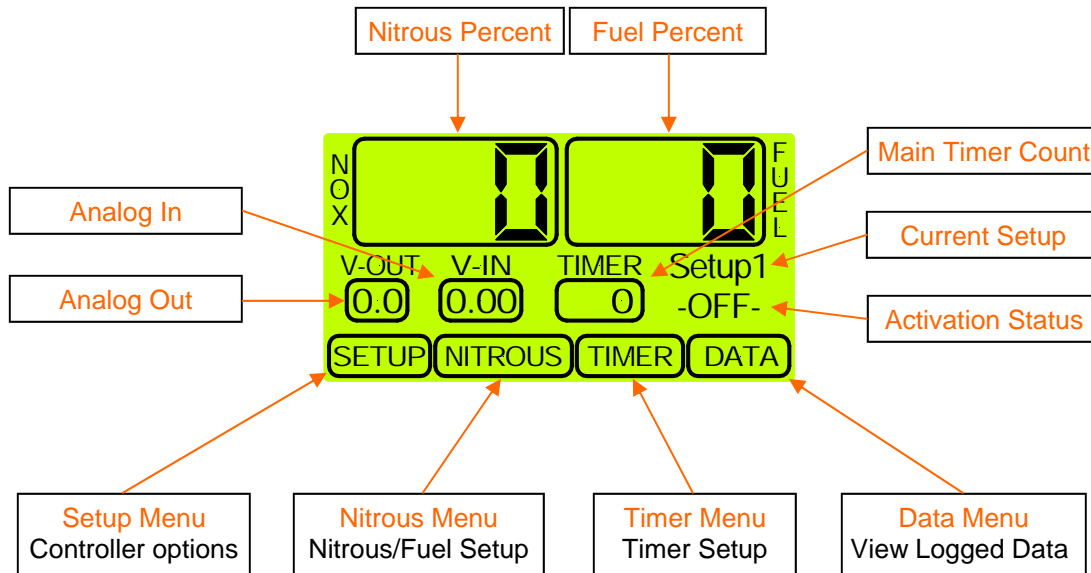 Nitrous Percent
Fuel Percent
NOX
0
0
FUEL
Main Timer Count
Analog In
Current Setup
V-OUT V-IN TIMER Setup1
Analog Out
0.0 0.00 0 -OFF-
Activation Status
SETUP NITROUS TIMER DATA
Setup Menu
Controller options
Nitrous Menu
Nitrous/Fuel Setup
Timer Menu
Timer Setup
Data Menu
View Logged Data